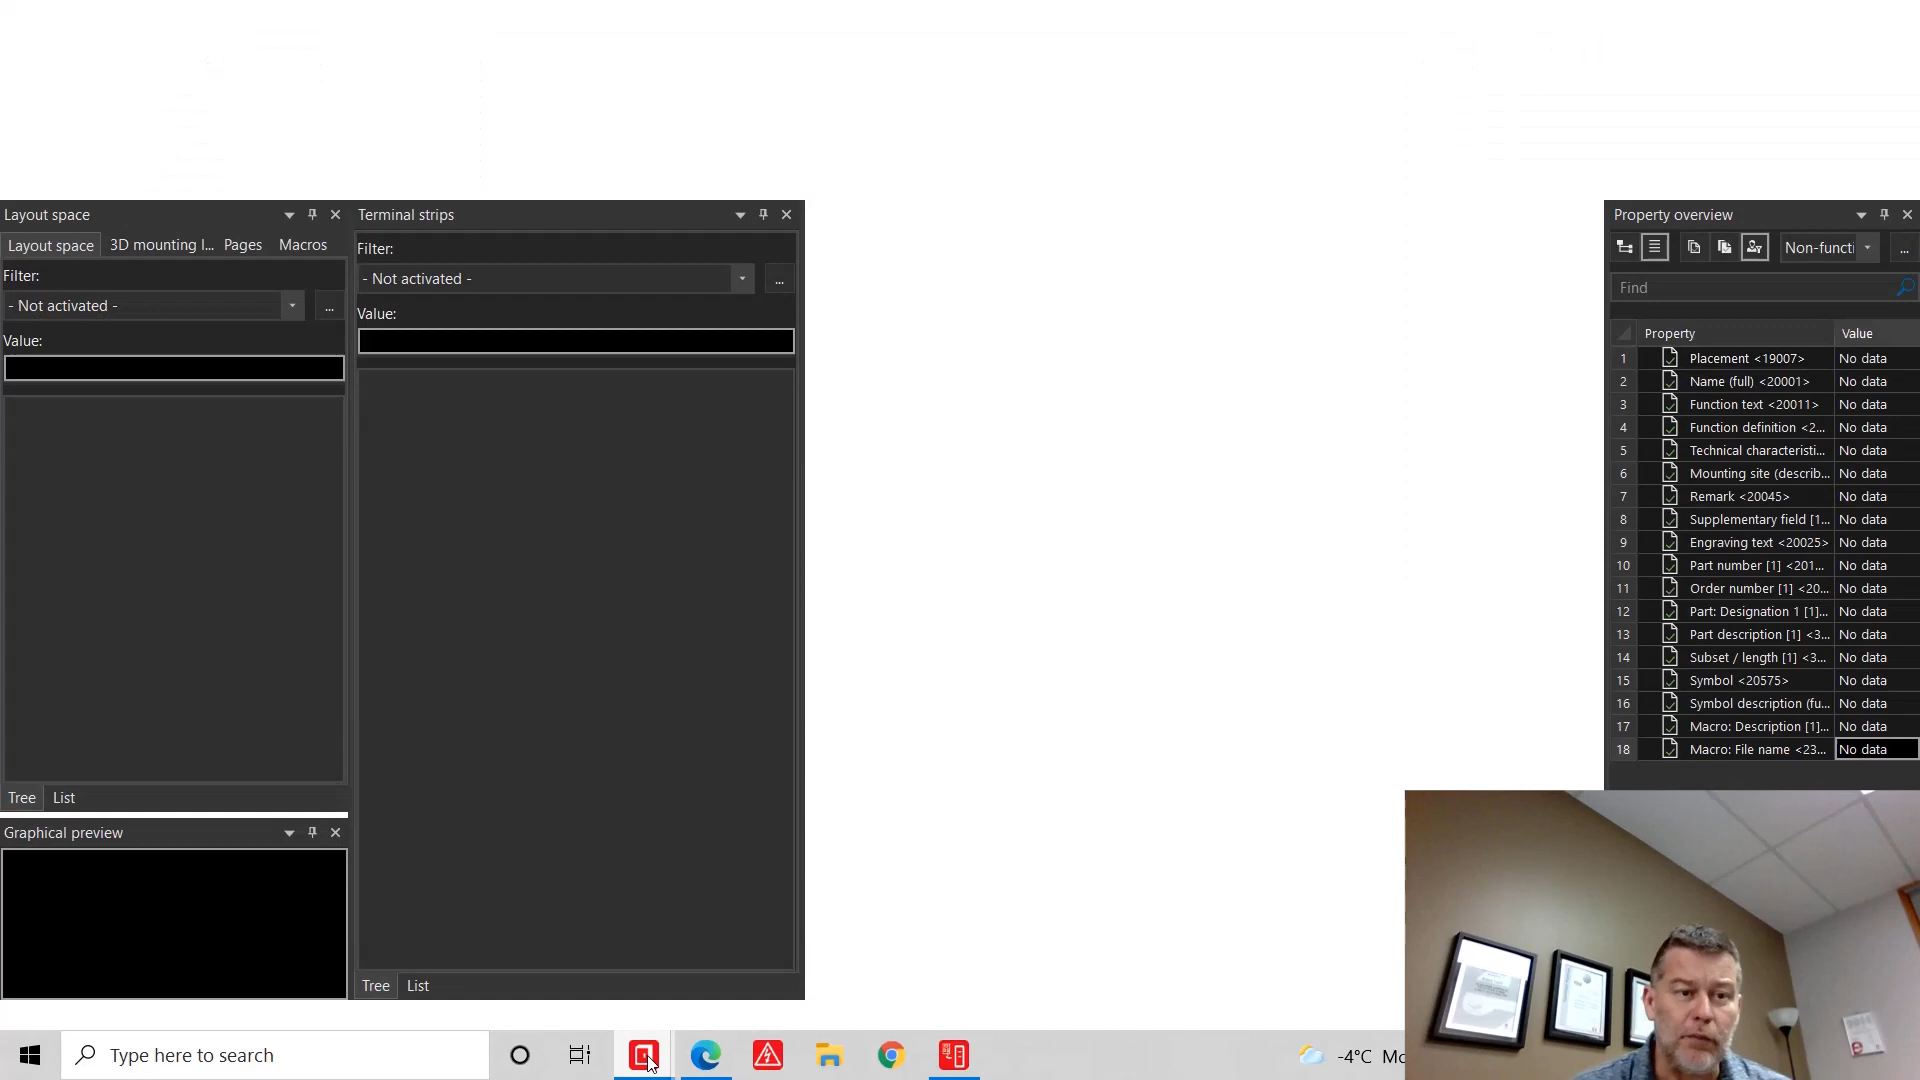 Layout space
Layout space 3D mounting l... Pages Macros
Filter:
- Not activated -
...
Value:
Tree List
Graphical preview
Terminal strips
Filter:
- Not activated -
...
Value:
Tree List
Property overview
Non-functi
...
Find
Property Value
1 Placement <19007> No data
2 Name (full) <20001> No data
3 Function text <20011> No data
4 Function definition <2... No data
5 Technical characteristi... No data
6 Mounting site (describ... No data
7 Remark <20045> No data
8 Supplementary field [1... No data
9 Engraving text <20025> No data
10 Part number [1] <201... No data
11 Order number [1] <20... No data
12 Part: Designation 1 [1]... No data
13 Part description [1] <3... No data
14 Subset / length [1] <3... No data
15 Symbol <20575> No data
16 Symbol description (fu... No data
17 Macro: Description [1]... No data
18 Macro: File name <23... No data
Type here to search
-4°C Mo